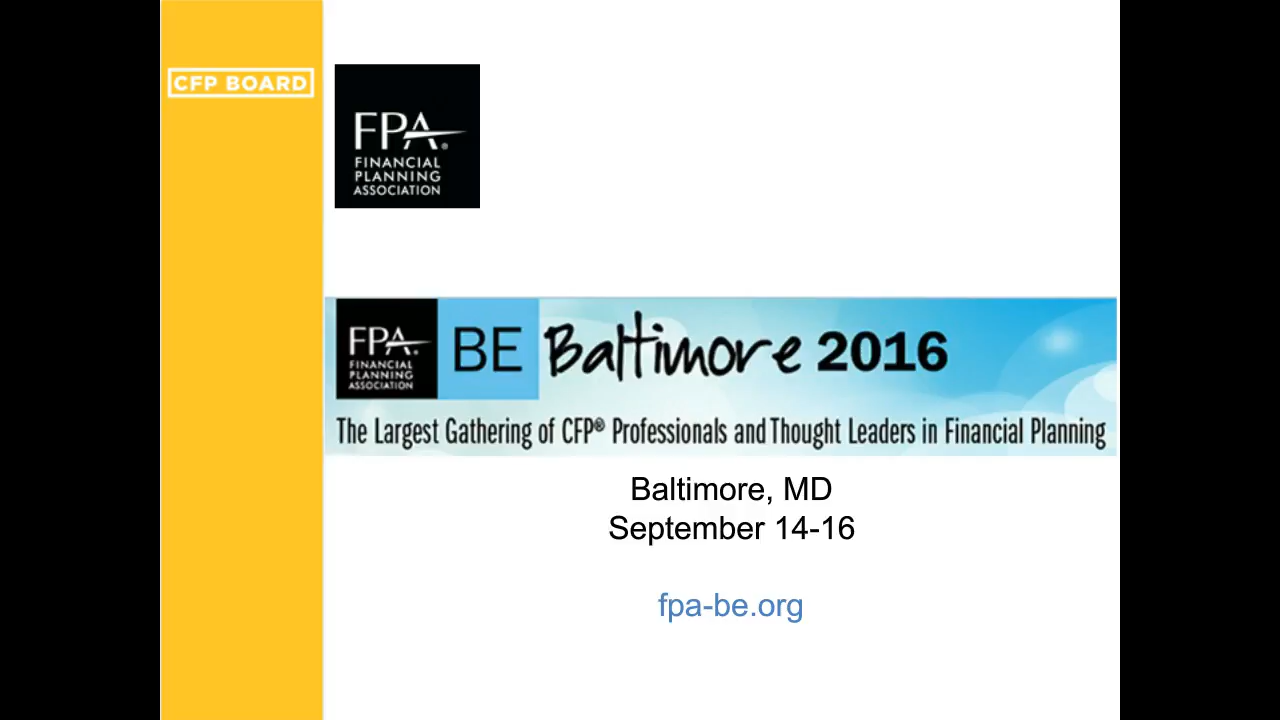 CFP BOARD
FPA®
FINANCIAL
PLANNING
ASSOCIATION
FPA®
FINANCIAL
PLANNING
ASSOCIATION
BE Baltimore 2016
The Largest Gathering of CFP® Professionals and Thought Leaders in Financial Planning
Baltimore, MD
September 14-16
fpa-be.org